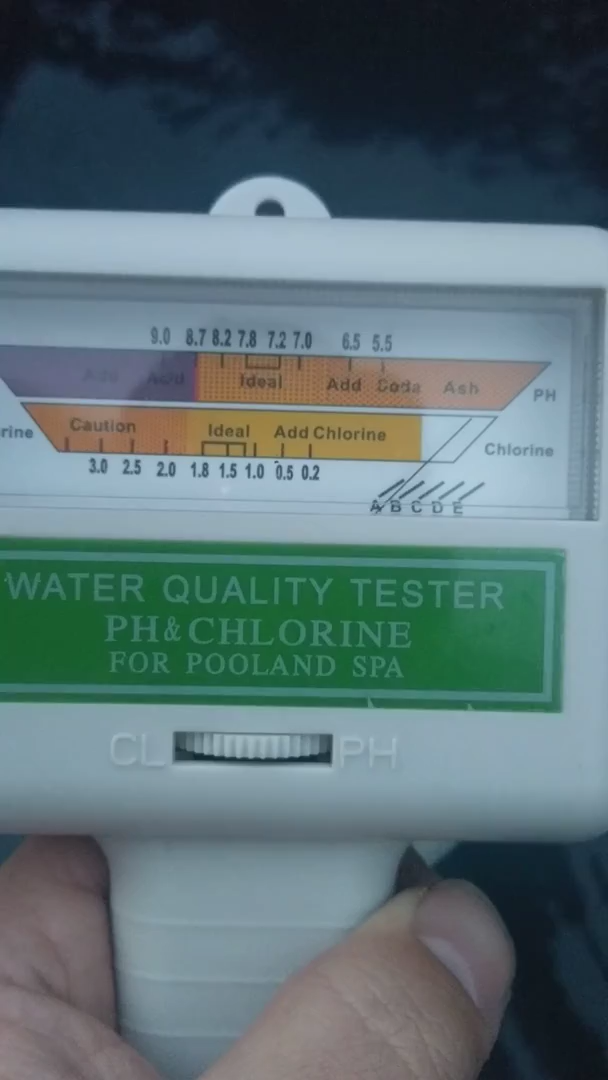 9.0 8.7 8.2 7.8 7.2 7.0 6.5 5.5
Add Acid Ideal Add Soda Ash PH
rine Caution Ideal Add Chlorine Chlorine
3.0 2.5 2.0 1.8 1.5 1.0 0.5 0.2
A B C D E
WATER QUALITY TESTER
PH&CHLORINE
FOR POOLAND SPA
CL PH